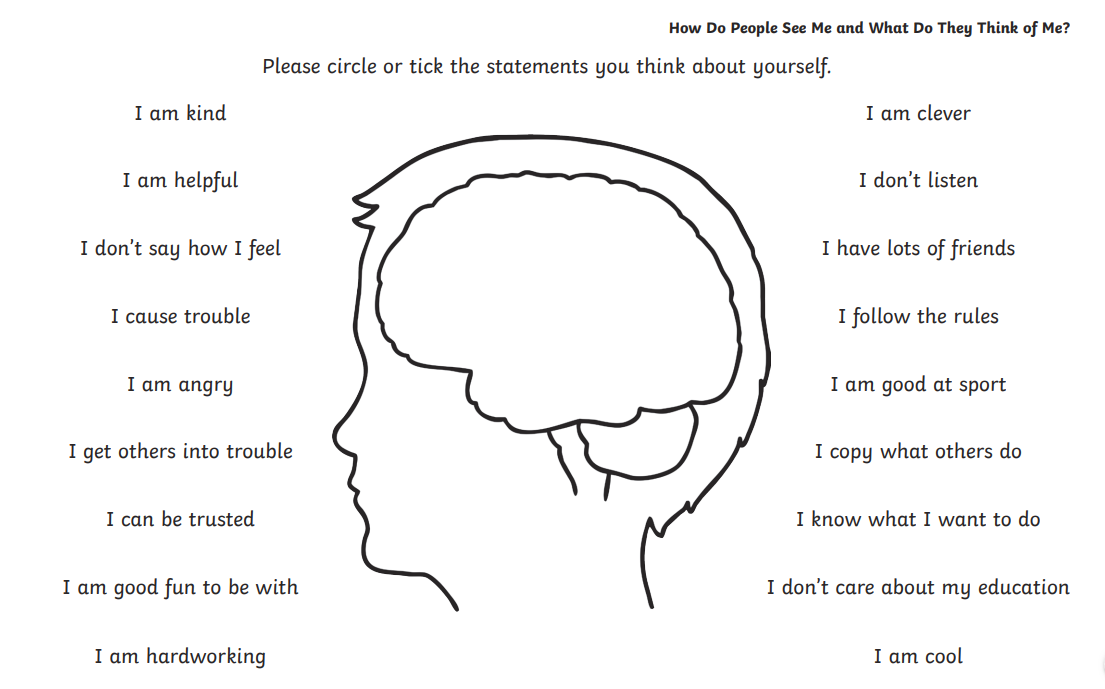 How Do People See Me and What Do They Think of Me?
Please circle or tick the statements you think about yourself.
I am kind
I am helpful
I don't say how I feel
I cause trouble
I am angry
I get others into trouble
I can be trusted
I am good fun to be with
I am hardworking
I am clever
I don't listen
I have lots of friends
I follow the rules
I am good at sport
I copy what others do
I know what I want to do
I don't care about my education
I am cool